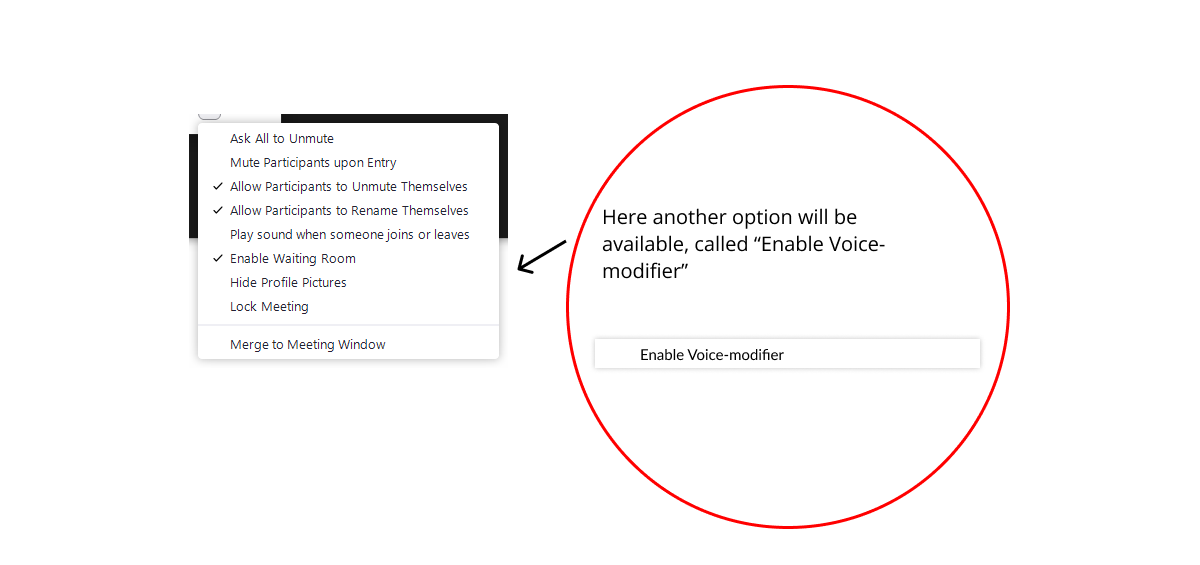 Ask All to Unmute
Mute Participants upon Entry
Allow Participants to Unmute Themselves
Allow Participants to Rename Themselves
Play sound when someone joins or leaves
Enable Waiting Room
Hide Profile Pictures
Lock Meeting
Merge to Meeting Window
Here another option will be
available, called “Enable Voice-
modifier”
Enable Voice-modifier